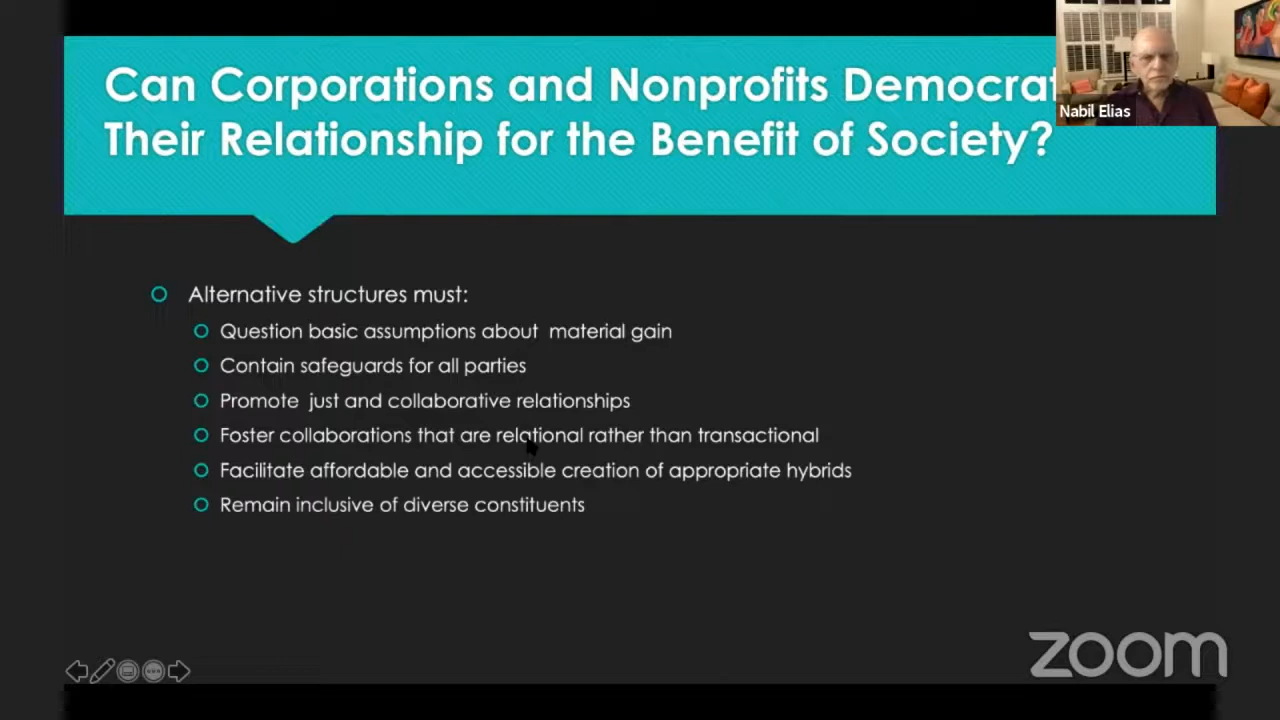 Can Corporations and Nonprofits Democrat
Their Relationship for the Benefit of Society?
Nabil Elias
Alternative structures must:
Question basic assumptions about material gain
Contain safeguards for all parties
Promote just and collaborative relationships
Foster collaborations that are relational rather than transactional
Facilitate affordable and accessible creation of appropriate hybrids
Remain inclusive of diverse constituents
zoom